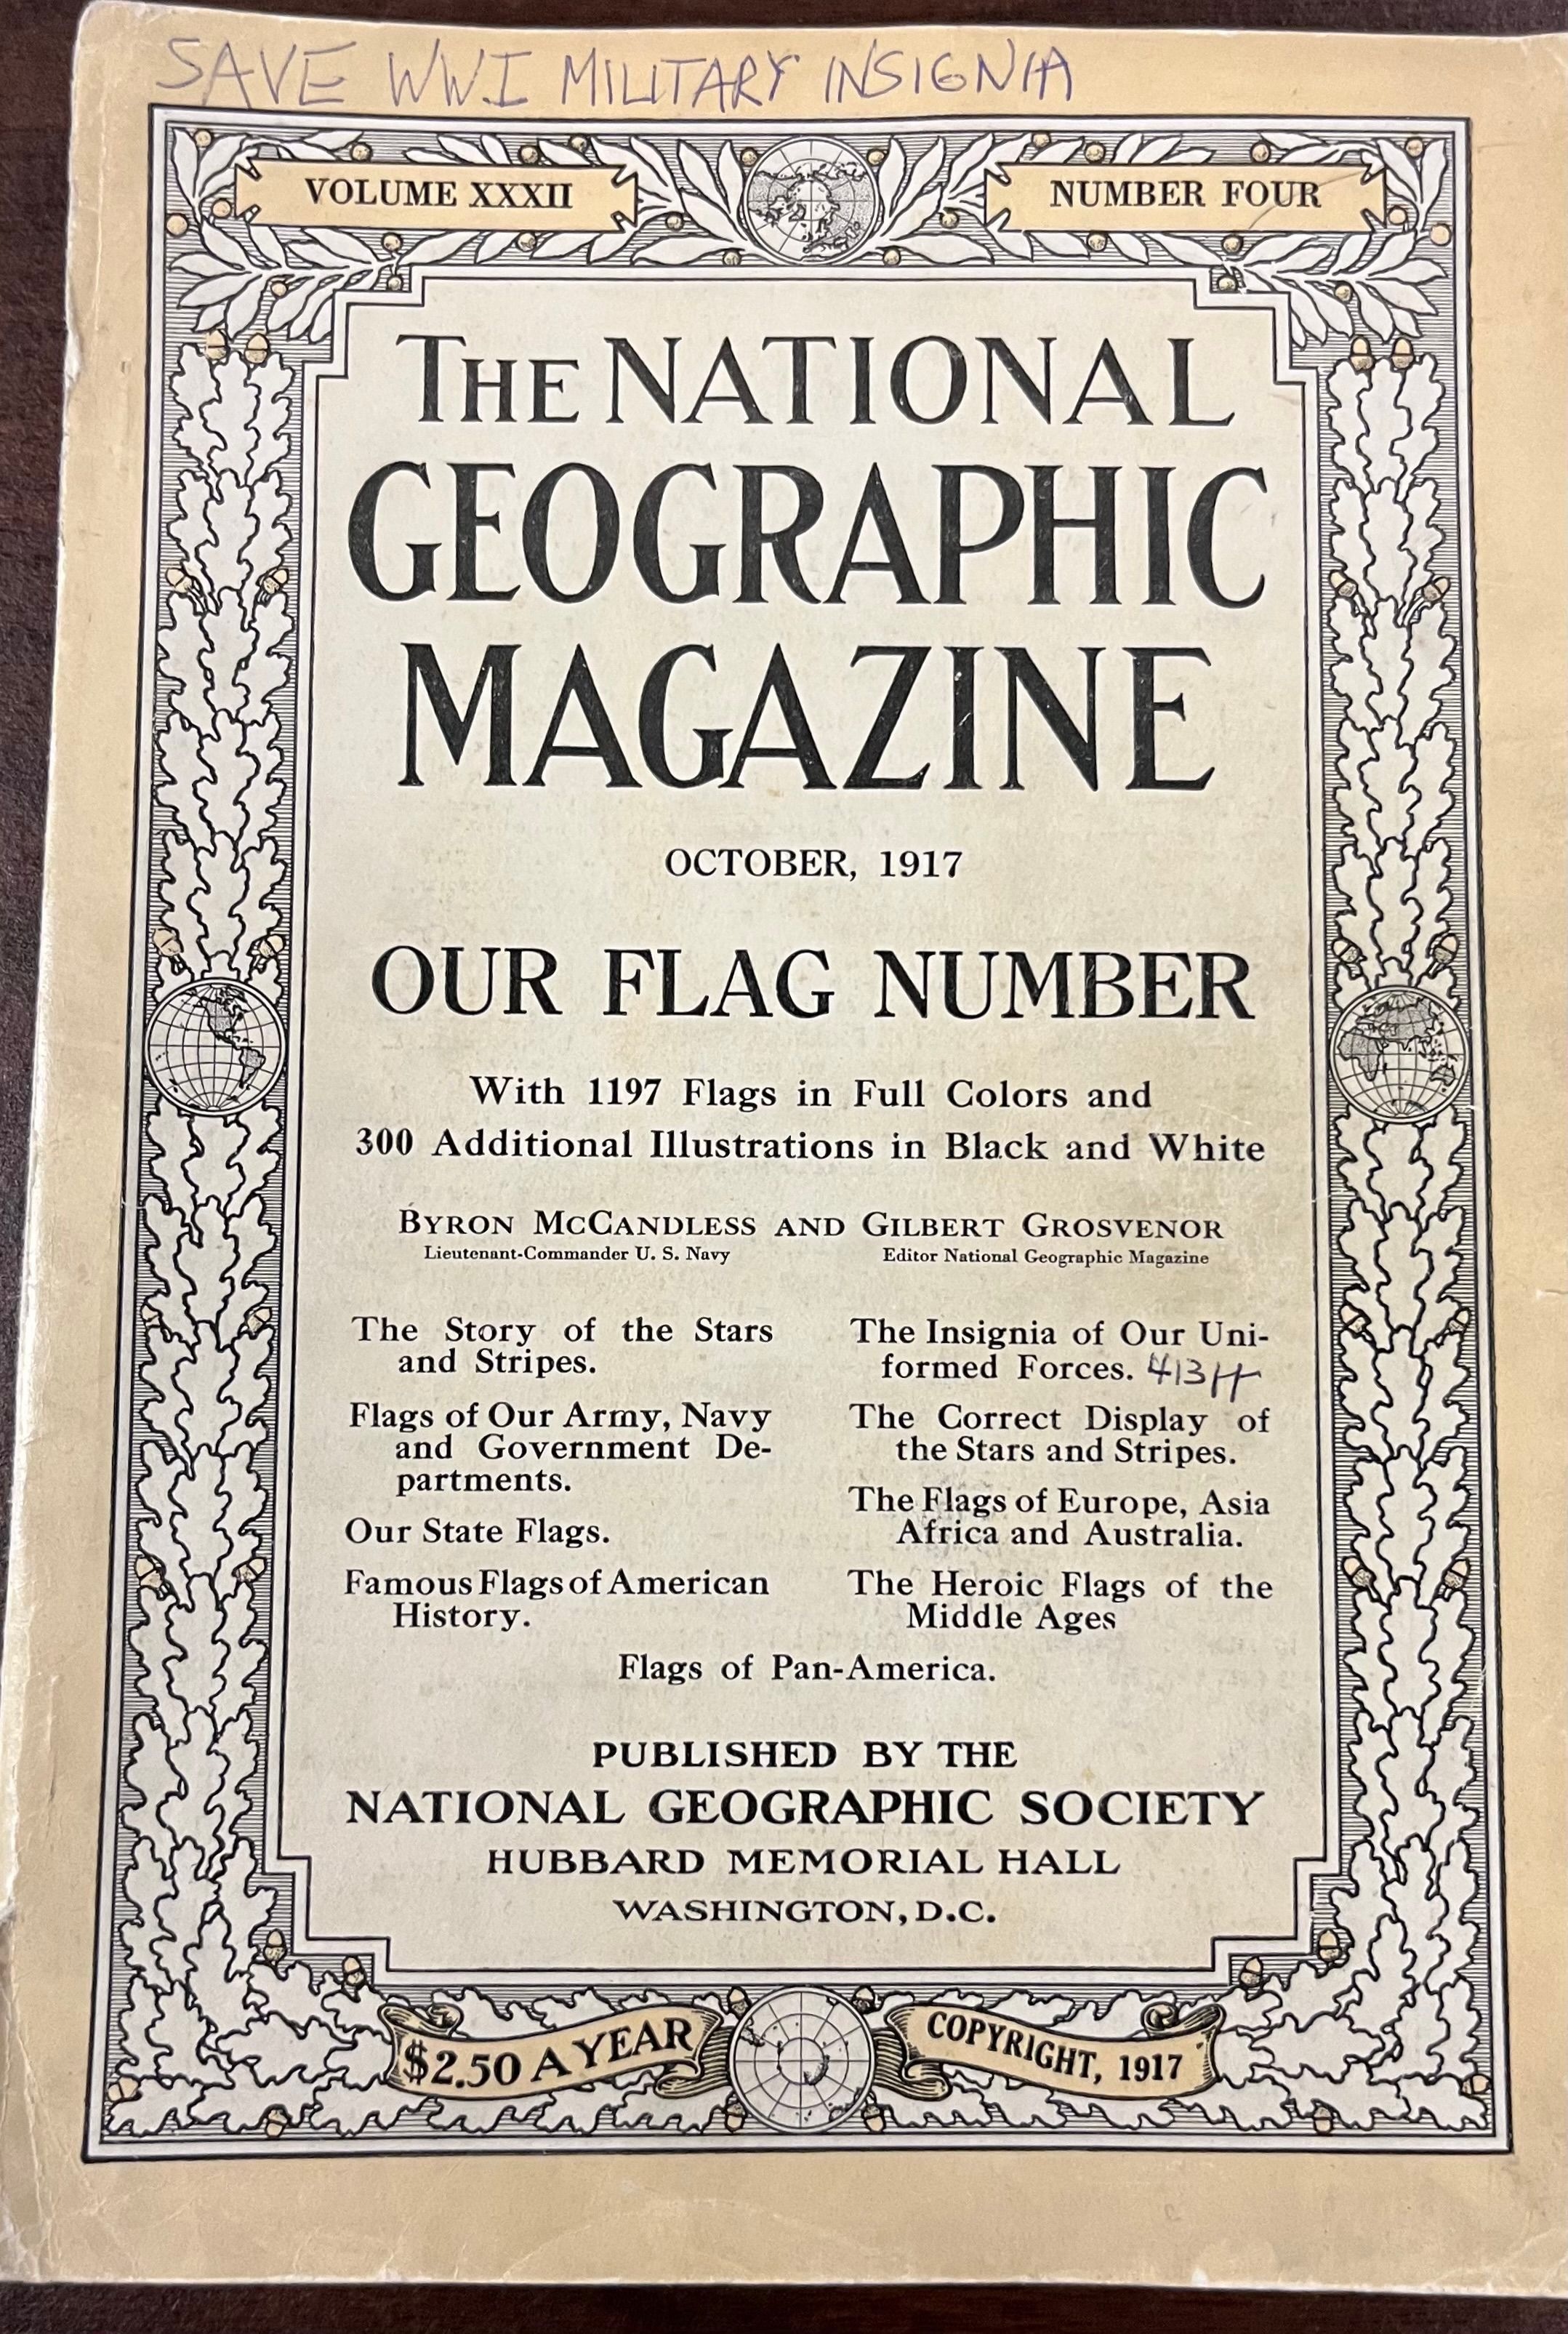 SAVE WWI MILITARY INSIGNIA
VOLUME XXXII
NUMBER FOUR
THE NATIONAL
GEOGRAPHIC
MAGAZINE
OCTOBER, 1917
OUR FLAG NUMBER
With 1197 Flags in Full Colors and
300 Additional Illustrations in Black and White
BYRON MCCANDLESS AND GILBERT GROSVENOR
Lieutenant-Commander U. S. Navy
Editor National Geographic Magazine
The Story of the Stars
and Stripes.
Flags of Our Army, Navy
and Government De-
partments.
Our State Flags.
Famous Flags of American
History.
The Insignia of Our Uni-
formed Forces.
The Correct Display of
the Stars and Stripes.
The Flags of Europe, Asia
Africa and Australia.
The Heroic Flags of the
Middle Ages
Flags of Pan-America.
PUBLISHED BY THE
NATIONAL GEOGRAPHIC SOCIETY
HUBBARD MEMORIAL HALL
WASHINGTON, D.C.
$2.50 A YEAR
COPYRIGHT, 1917